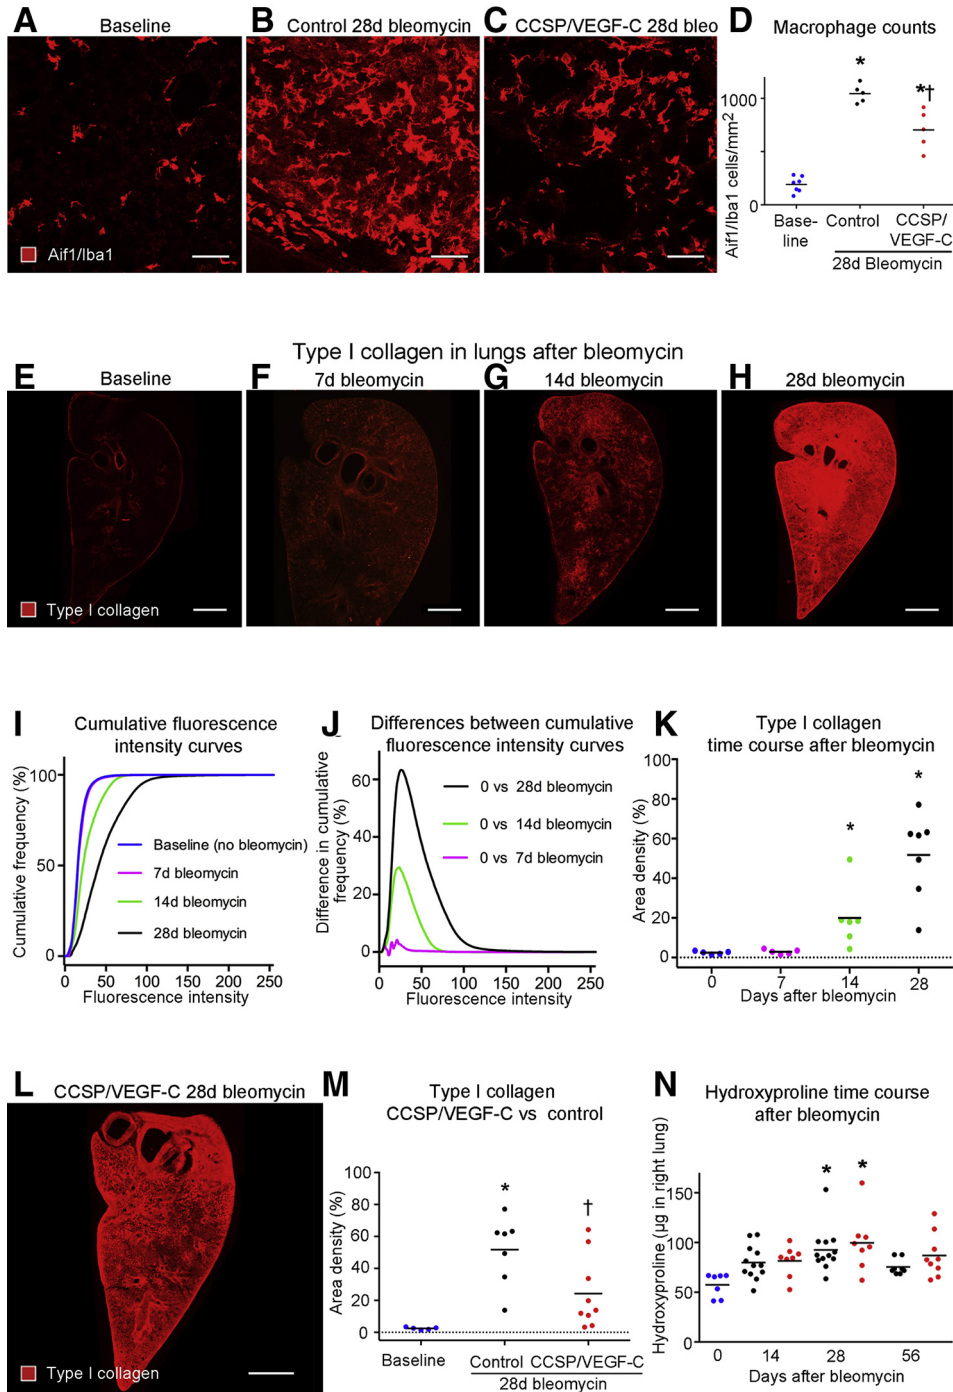 A Baseline
B Control 28d bleomycin
C CCSP/VEGF-C 28d bleo
D Macrophage counts
Aif1/Iba1
Aif1/Iba1 cells/mm2
1000
0
*
*†
Base-
line
Control
CCSP/
VEGF-C
28d Bleomycin
Type I collagen in lungs after bleomycin
E Baseline
F 7d bleomycin
G 14d bleomycin
H 28d bleomycin
Type I collagen
I Cumulative fluorescence
intensity curves
Cumulative frequency (%)
100
50
0
Baseline (no bleomycin)
7d bleomycin
14d bleomycin
28d bleomycin
0 50 100 150 200 250
Fluorescence intensity
J Differences between cumulative
fluorescence intensity curves
Difference in cumulative
frequency (%)
60
40
20
0
0 vs 28d bleomycin
0 vs 14d bleomycin
0 vs 7d bleomycin
0 50 100 150 200 250
Fluorescence intensity
K Type I collagen
time course after bleomycin
Area density (%)
100
80
60
40
20
0
*
*
0 7 14 28
Days after bleomycin
L CCSP/VEGF-C 28d bleomycin
Type I collagen
M Type I collagen
CCSP/VEGF-C vs control
Area density (%)
100
80
60
40
20
0
*
†
Baseline Control CCSP/VEGF-C
28d bleomycin
N Hydroxyproline time course
after bleomycin
Hydroxyproline (µg in right lung)
150
100
50
0
*
*
0 14 28 56
Days after bleomycin